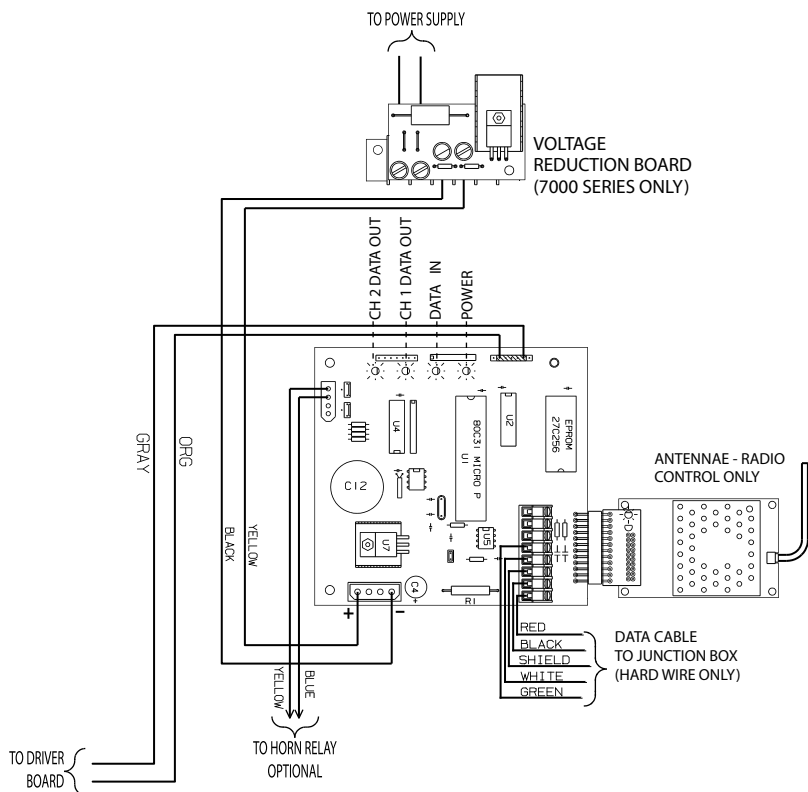 TO POWER SUPPLY
VOLTAGE
REDUCTION BOARD
(7000 SERIES ONLY)
CH 2 DATA OUT
CH 1 DATA OUT
DATA IN
POWER
GRAY
ORG
BLACK
YELLOW
U4
80C31 MICRO P
U1
U2
EPROM
27C256
C12
U7
U5
C4
+
R1
+
−
ANTENNAE - RADIO
CONTROL ONLY
D
RED
BLACK
SHIELD
WHITE
GREEN
DATA CABLE
TO JUNCTION BOX
(HARD WIRE ONLY)
YELLOW
BLUE
TO HORN RELAY
OPTIONAL
TO DRIVER
BOARD